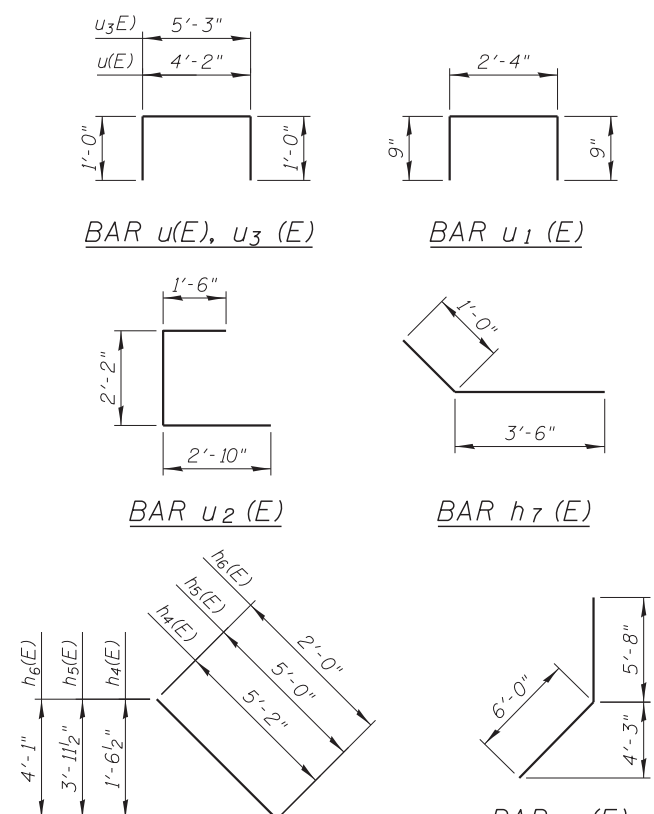 u3E) 5'-3"
u(E) 4'-2"
1'-0"
1'-0"
BAR u(E), u3 (E)
2'-4"
9"
9"
BAR u1 (E)
1'-6"
2'-2"
2'-10"
BAR u2 (E)
1'-0"
3'-6"
BAR h7 (E)
h6(E)
h5(E)
h4(E)
2'-0"
5'-0"
5'-2"
h6(E)
h5(E)
h4(E)
4'-1"
3'-11½"
1'-6½"
6'-0"
5'-8"
4'-3"
BAR
(E)